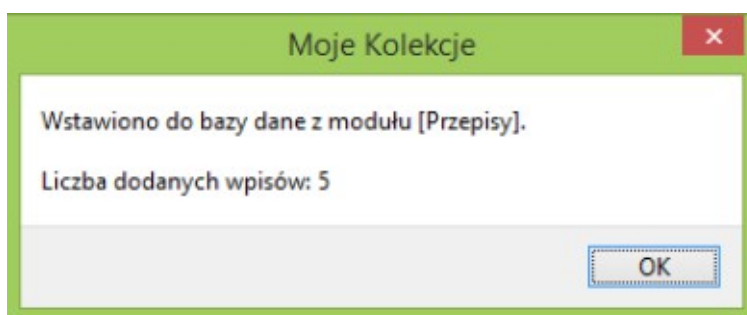 Moje Kolekcje
Wstawiono do bazy dane z modułu [Przepisy].
Liczba dodanych wpisów: 5
OK